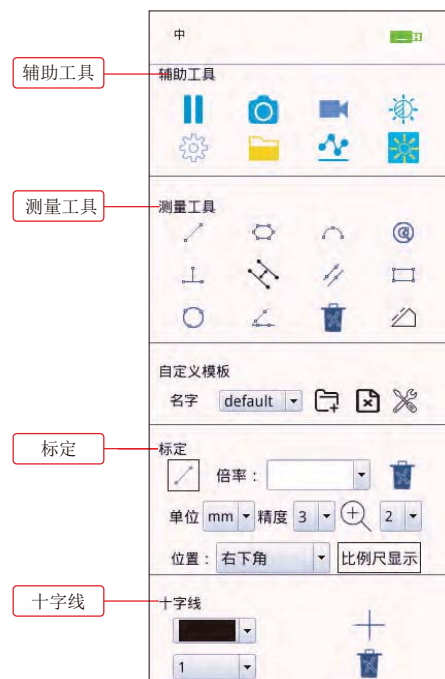 中
辅助工具
辅助工具
测量工具
测量工具
自定义模板
名字 default
标定
标定
倍率：
单位 mm 精度 3 2
位置： 右下角 比例尺显示
十字线
十字线
1